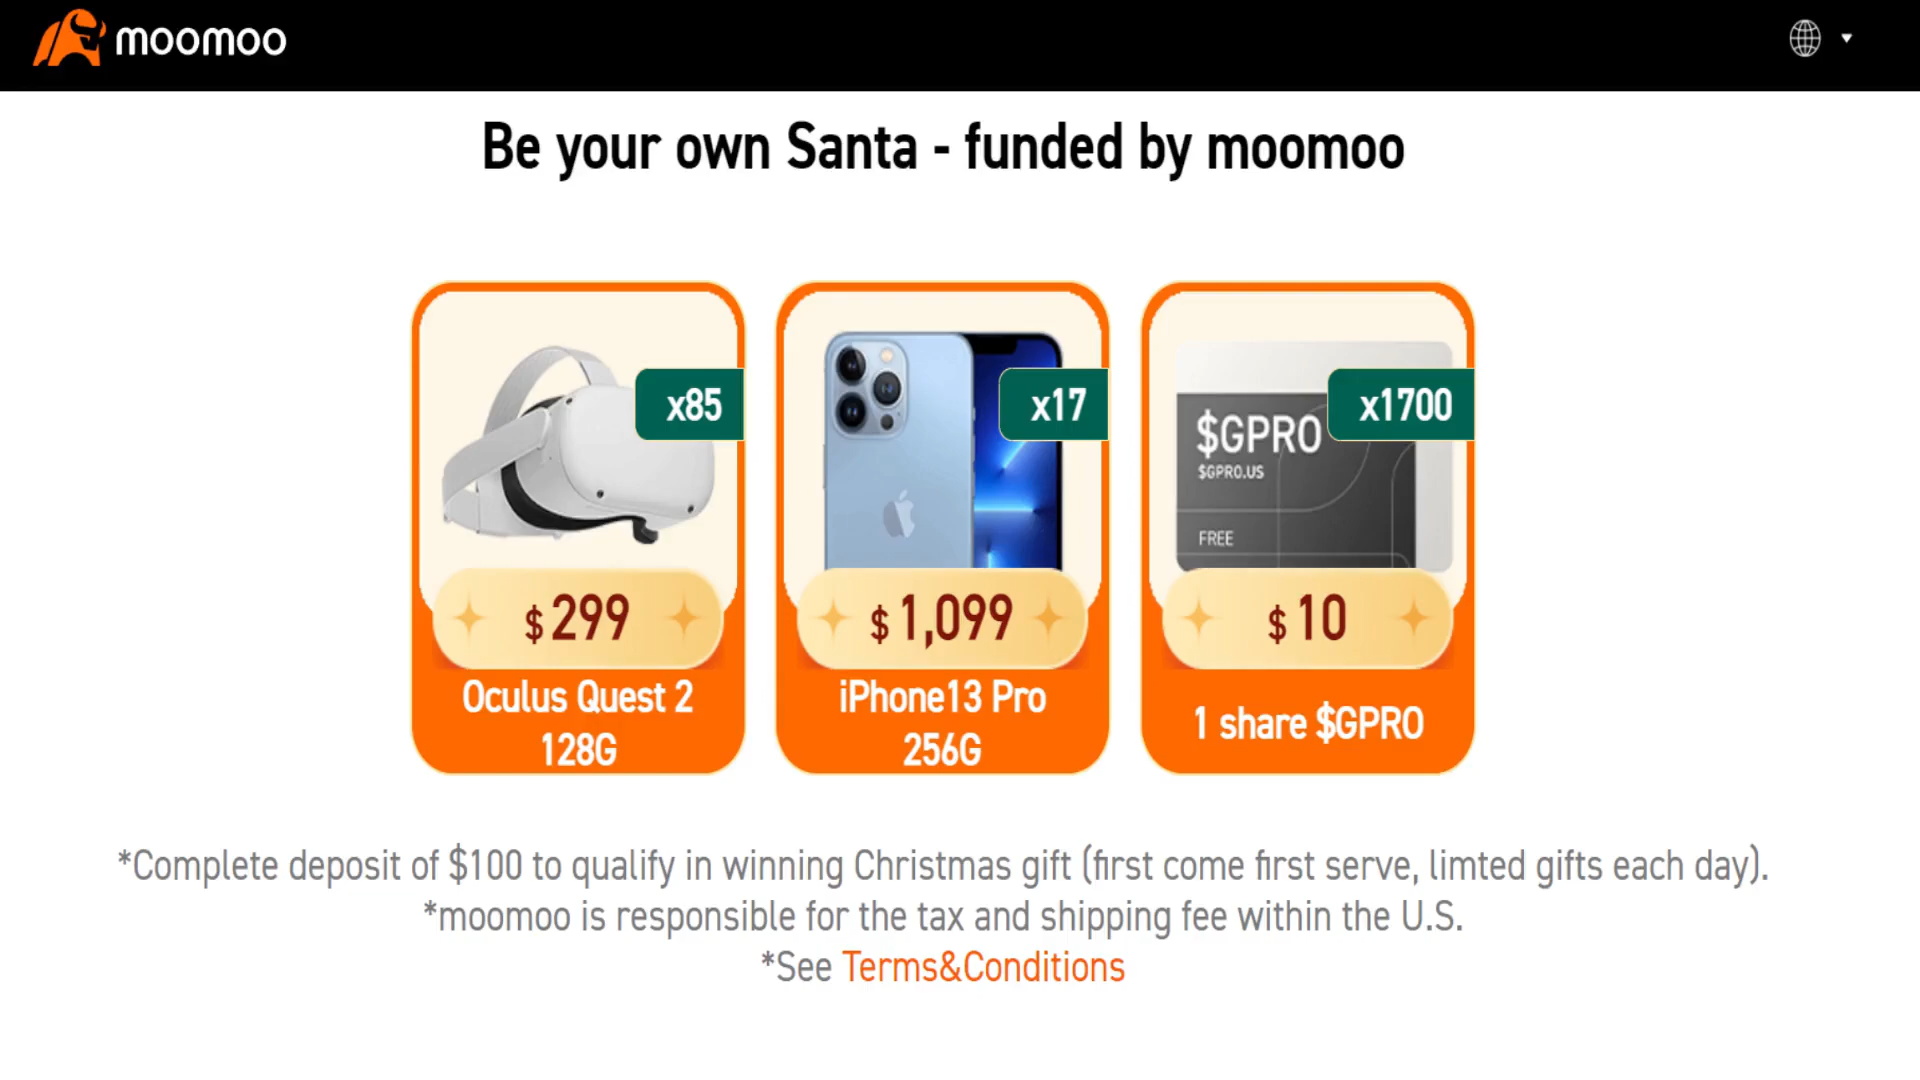 moomoo
Be your own Santa - funded by moomoo
x85
$299
Oculus Quest 2
128G
x17
$1,099
iPhone13 Pro
256G
$GPRO
$GPRO.US
FREE
x1700
$10
1 share $GPRO
*Complete deposit of $100 to qualify in winning Christmas gift (first come first serve, limted gifts each day).
*moomoo is responsible for the tax and shipping fee within the U.S.
*See Terms&Conditions